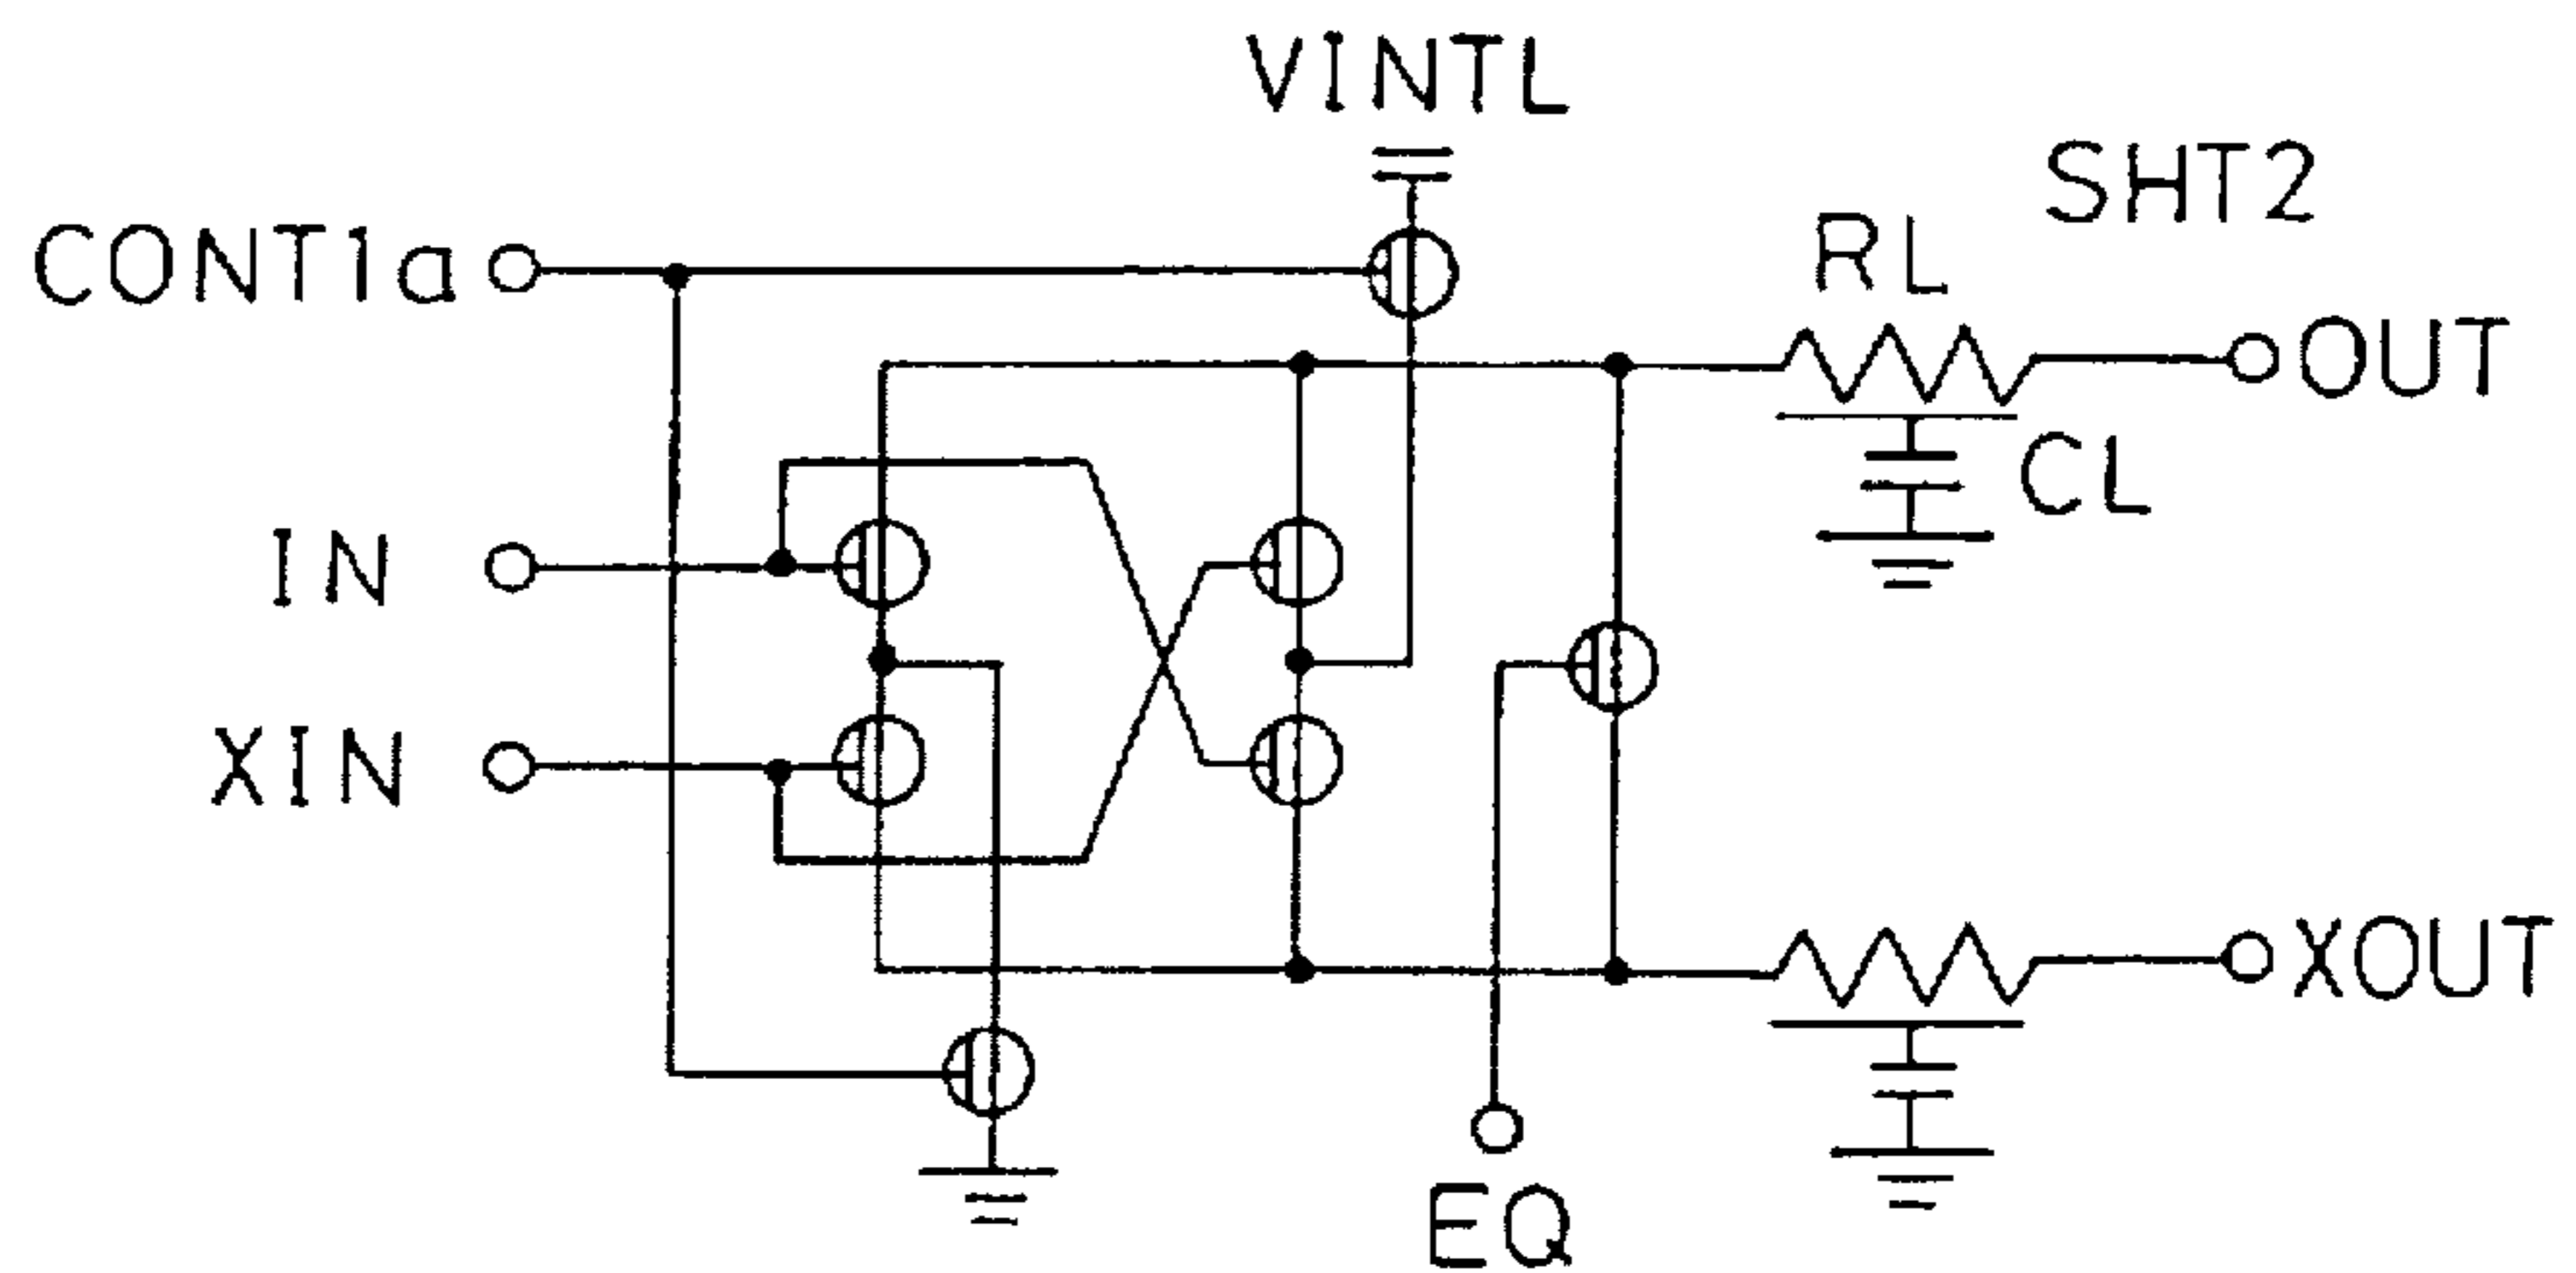 VINTL
SHT2
CONT1a
RL
OUT
CL
IN
XIN
XOUT
EQ